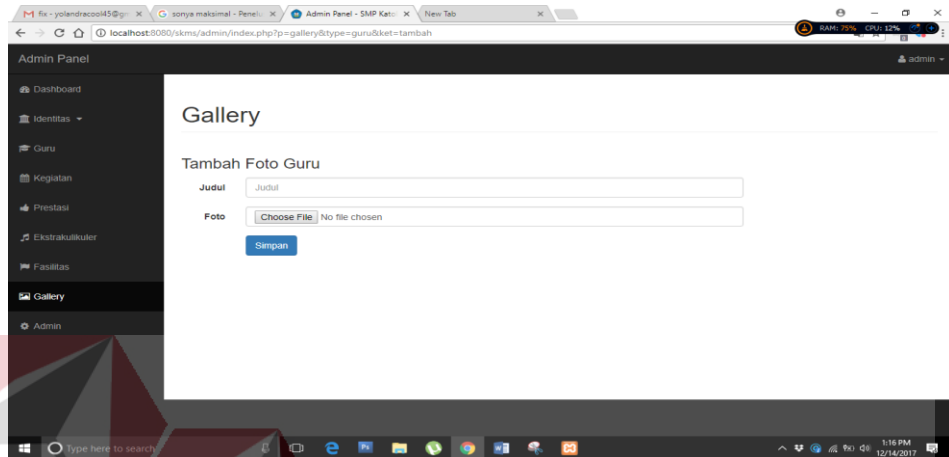 fix - yolandracool45@gm
sonya maksimal - Penelu
Admin Panel - SMP Katol
New Tab
localhost:8080/skms/admin/index.php?p=gallery&type=guru&ket=tambah
RAM: 75% CPU: 12%
Admin Panel
admin
Dashboard
Identitas
Guru
Kegiatan
Prestasi
Ekstrakulikuler
Fasilitas
Gallery
Admin
Gallery
Tambah Foto Guru
Judul
Judul
Foto
Choose File No file chosen
Simpan
Type here to search
1:16 PM
12/14/2017